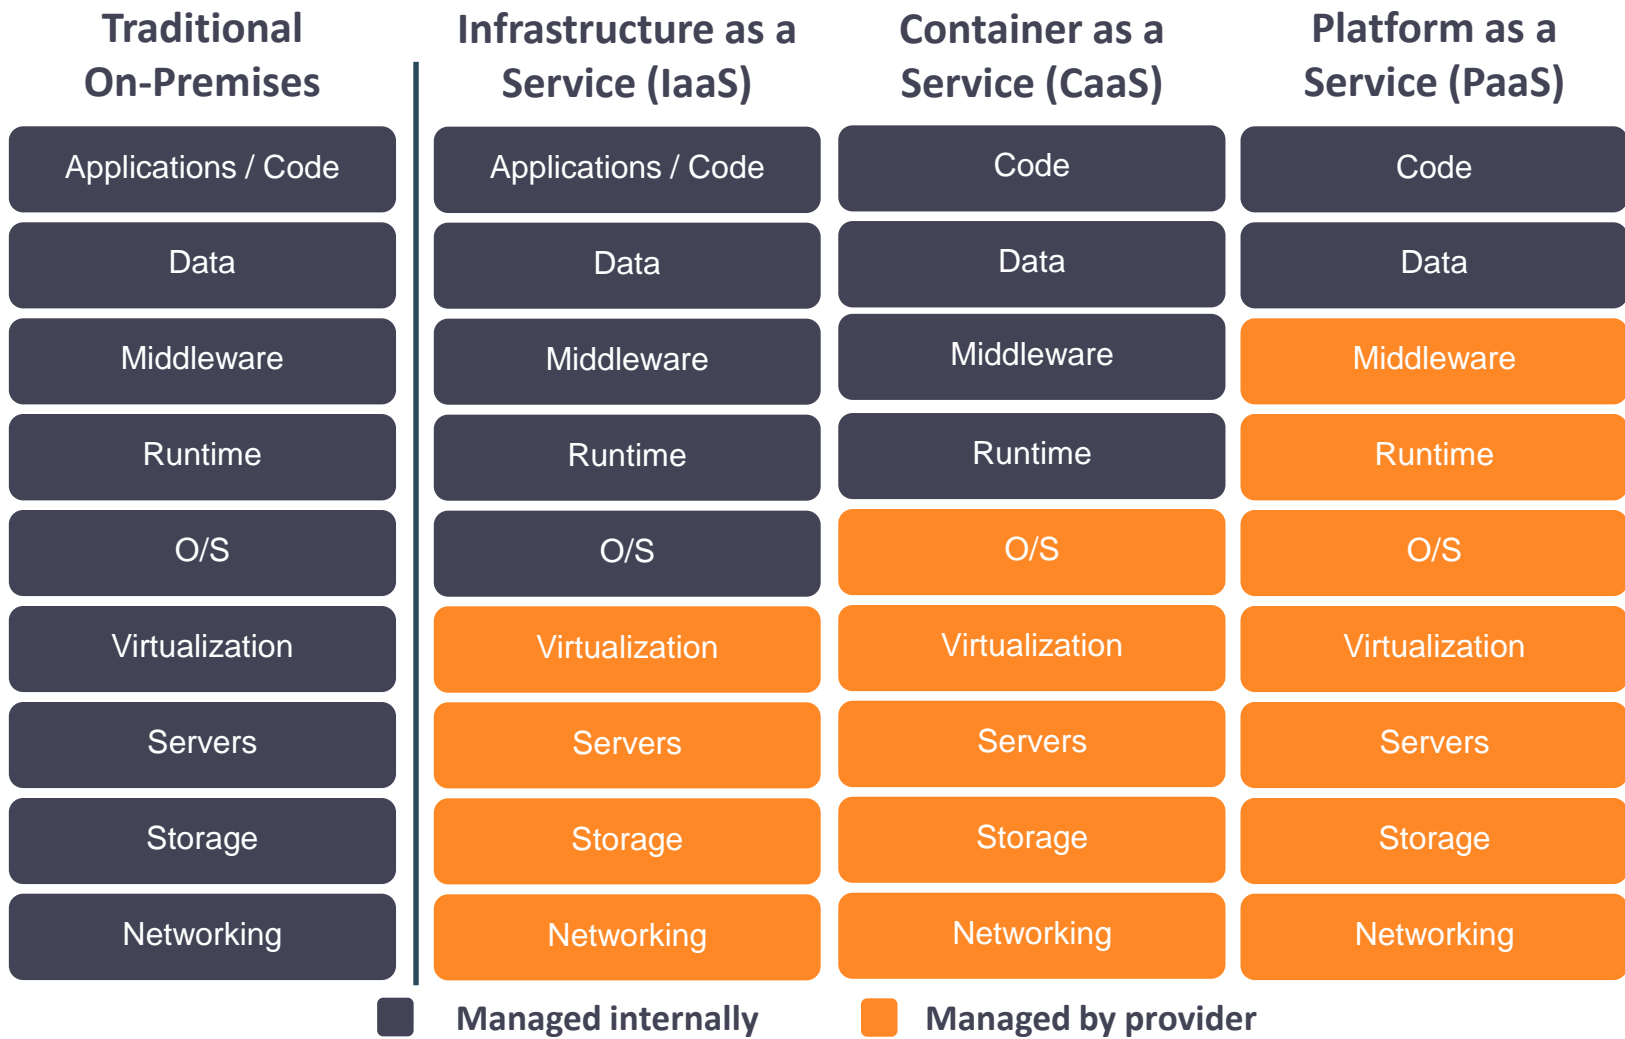 Traditional
On-Premises
Infrastructure as a
Service (IaaS)
Container as a
Service (CaaS)
Platform as a
Service (PaaS)
Applications / Code
Applications / Code
Code
Code
Data
Data
Data
Data
Middleware
Middleware
Middleware
Middleware
Runtime
Runtime
Runtime
Runtime
O/S
O/S
O/S
O/S
Virtualization
Virtualization
Virtualization
Virtualization
Servers
Servers
Servers
Servers
Storage
Storage
Storage
Storage
Networking
Networking
Networking
Networking
Managed internally
Managed by provider